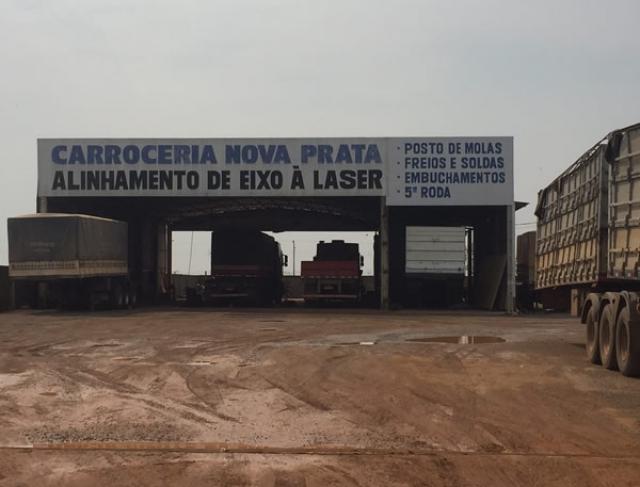 CARROCERIA NOVA PRATA
ALINHAMENTO DE EIXO À LASER
· POSTO DE MOLAS
· FREIOS E SOLDAS
· EMBUCHAMENTOS
· 5ª RODA